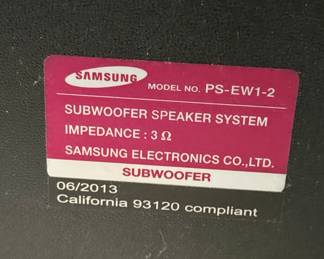 SAMSUNG MODEL NO. PS-EW1-2
SUBWOOFER SPEAKER SYSTEM
IMPEDANCE : 3 Ω
SAMSUNG ELECTRONICS CO.,LTD.
SUBWOOFER
06/2013
California 93120 compliant